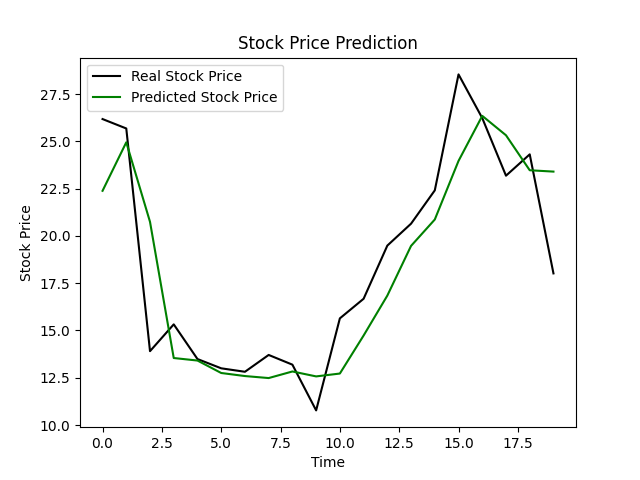 Stock Price Prediction
Real Stock Price
Predicted Stock Price
Stock Price
27.5
25.0
22.5
20.0
17.5
15.0
12.5
10.0
0.0 2.5 5.0 7.5 10.0 12.5 15.0 17.5
Time